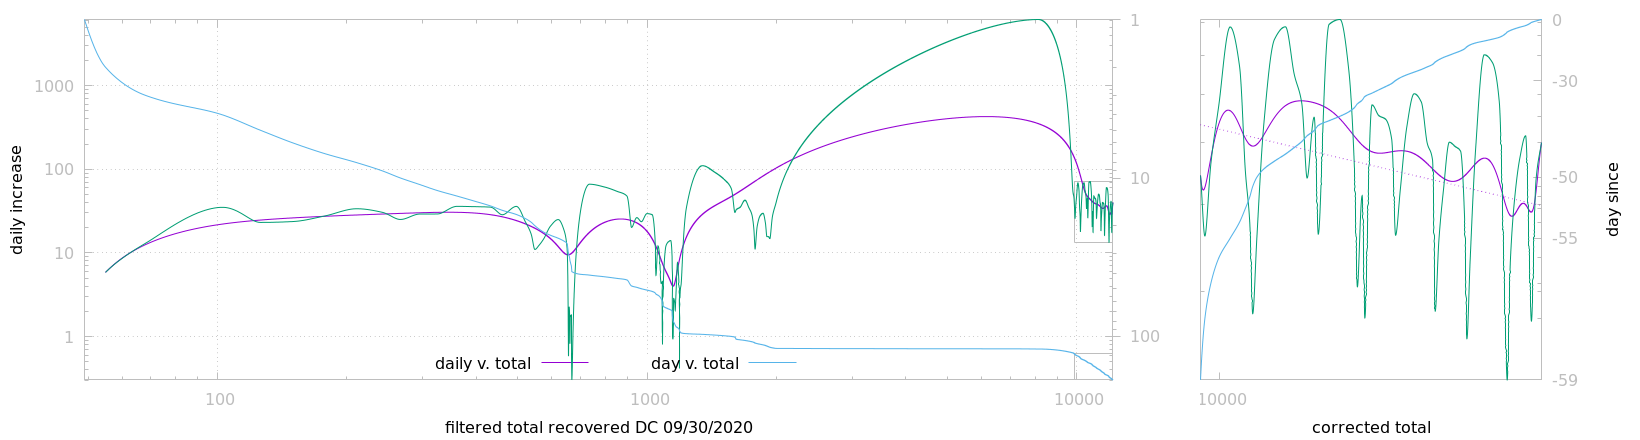 daily increase
1000
100
10
1
daily v. total
day v. total
100
1000
10000
filtered total recovered DC 09/30/2020
1
10
100
0
-30
-50
-55
-59
day since
10000
corrected total